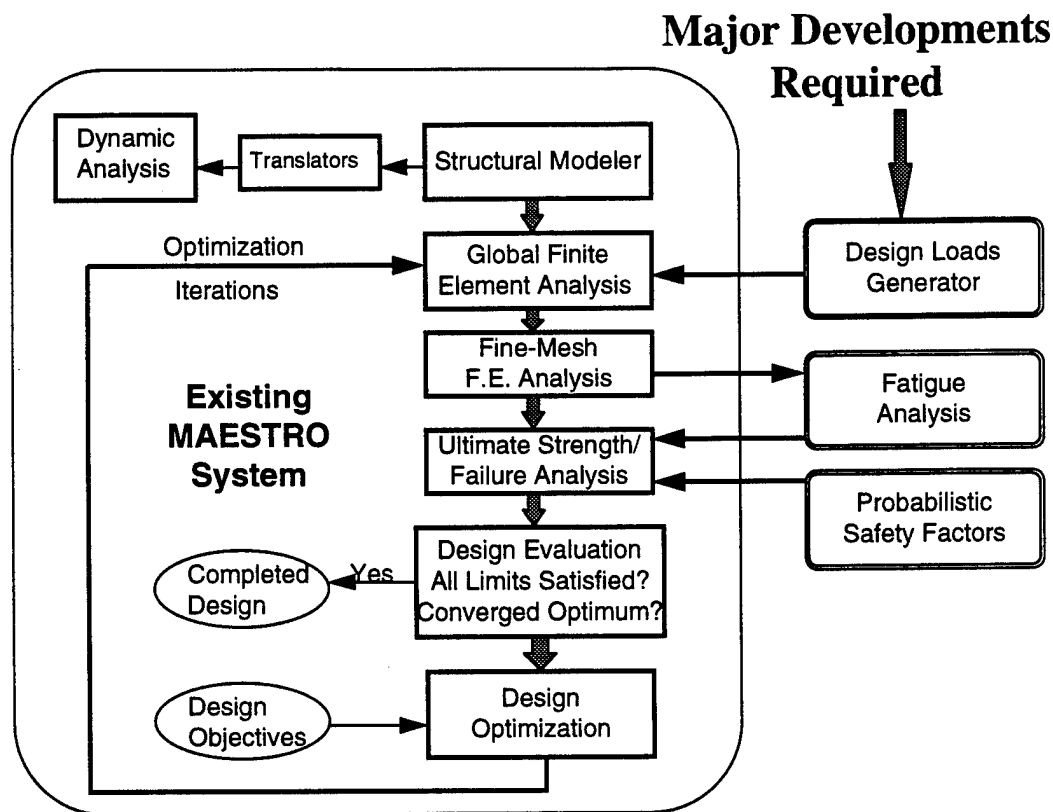 Major Developments
Required
Dynamic
Analysis
Translators
Structural Modeler
Optimization
Iterations
Global Finite
Element Analysis
Design Loads
Generator
Fine-Mesh
F.E. Analysis
Fatigue
Analysis
Existing
MAESTRO
System
Ultimate Strength/
Failure Analysis
Probabilistic
Safety Factors
Design Evaluation
All Limits Satisfied?
Converged Optimum?
Yes
Completed
Design
Design
Objectives
Design
Optimization